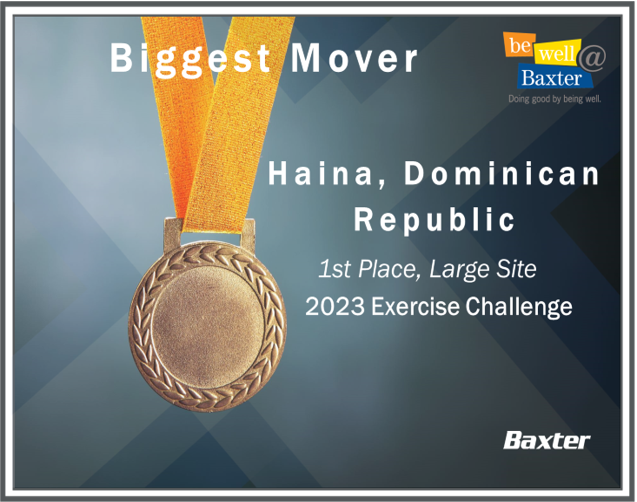 Biggest Mover
be
well@
Baxter
Doing good by being well.
Haina, Dominican
Republic
1st Place, Large Site
2023 Exercise Challenge
Baxter